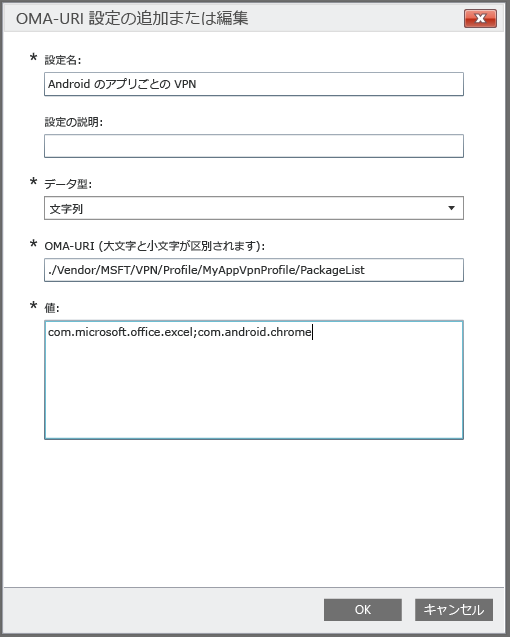 OMA-URI 設定の追加または編集
* 設定名:
Android のアプリごとの VPN
設定の説明:
* データ型:
文字列
* OMA-URI (大文字と小文字が区別されます):
./Vendor/MSFT/VPN/Profile/MyAppVpnProfile/PackageList
* 値:
com.microsoft.office.excel;com.android.chrome
OK
キャンセル